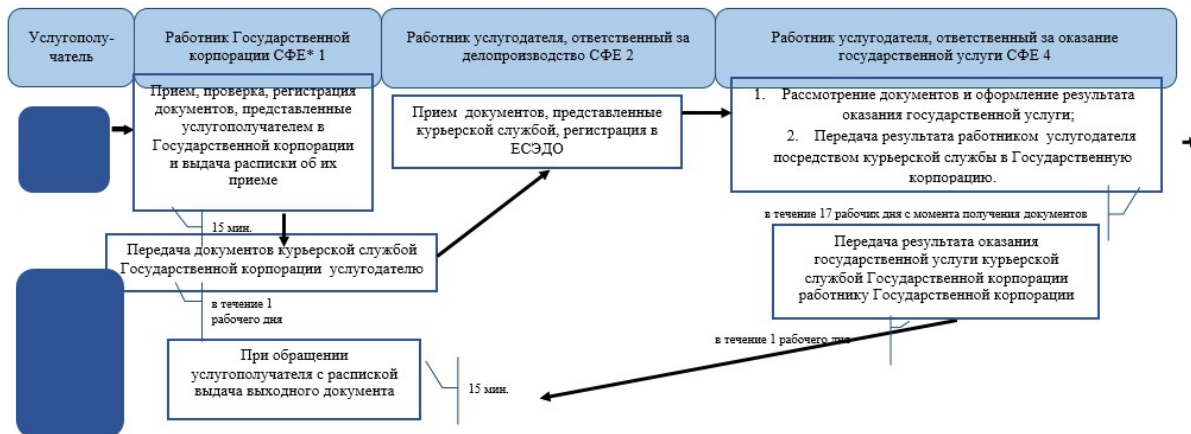 Услугополу-
чатель
Работник Государственной
корпорации СФЕ* 1
Работник услугодателя, ответственный за
делопроизводство СФЕ 2
Работник услугодателя, ответственный за оказание
государственной услуги СФЕ 4
Прием, проверка, регистрация
документов, представленные
услугополучателем в
Государственной корпорации
и выдача расписки об их
приеме
15 мин.
Передача документов курьерской службой
Государственной корпорации услугодателю
в течение 1
рабочего дня
Прием документов, представленные
курьерской службой, регистрация в
ЕСЭДО
1. Рассмотрение документов и оформление результата
оказания государственной услуги;
2. Передача результата работником услугодателя
посредством курьерской службы в Государственную
корпорацию.
в течение 17 рабочих дня с момента получения документов
Передача результата оказания
государственной услуги курьерской
службой Государственной корпорации
работнику Государственной корпорации
в течение 1 рабочего дня
При обращении
услугополучателя с распиской
выдача выходного документа
15 мин.